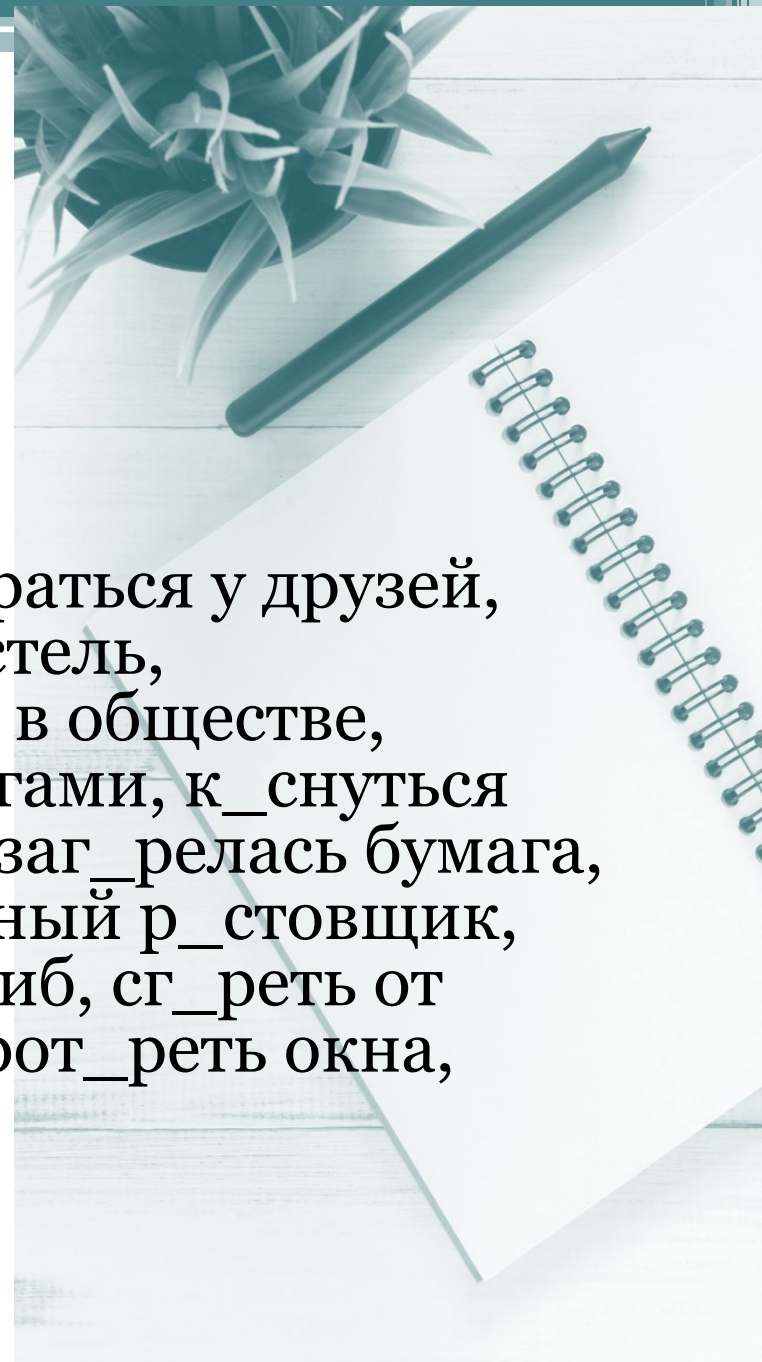 раться у друзей,
стель,
в обществе,
гами, к_снуться
заг_релась бумага,
ный р_стовщик,
иб, сг_реть от
рот_реть окна,